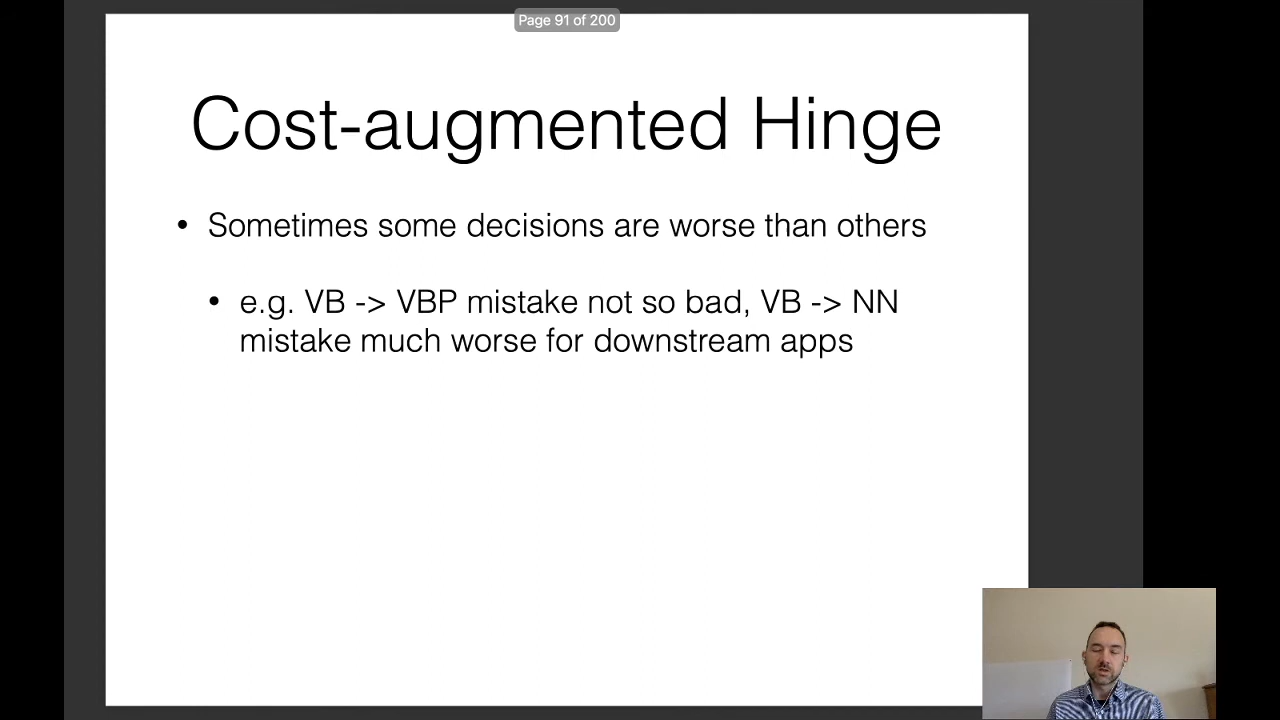 Page 91 of 200
Cost-augmented Hinge
• Sometimes some decisions are worse than others
• e.g. VB -> VBP mistake not so bad, VB -> NN
mistake much worse for downstream apps